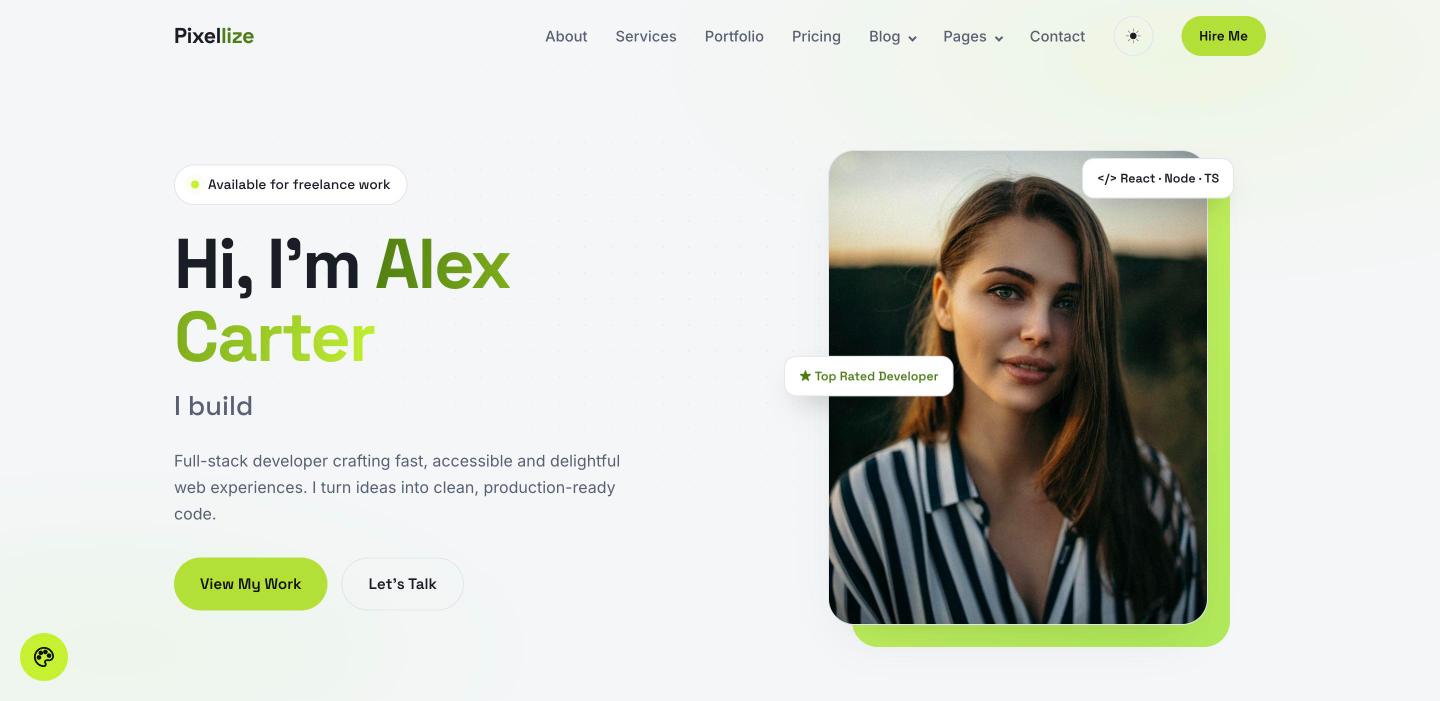 Pixellize
About Services Portfolio Pricing Blog Pages Contact Hire Me
Available for freelance work
Hi, I’m Alex
Carter
I build
Full-stack developer crafting fast, accessible and delightful
web experiences. I turn ideas into clean, production-ready
code.
View My Work Let’s Talk
</> React · Node · TS
Top Rated Developer